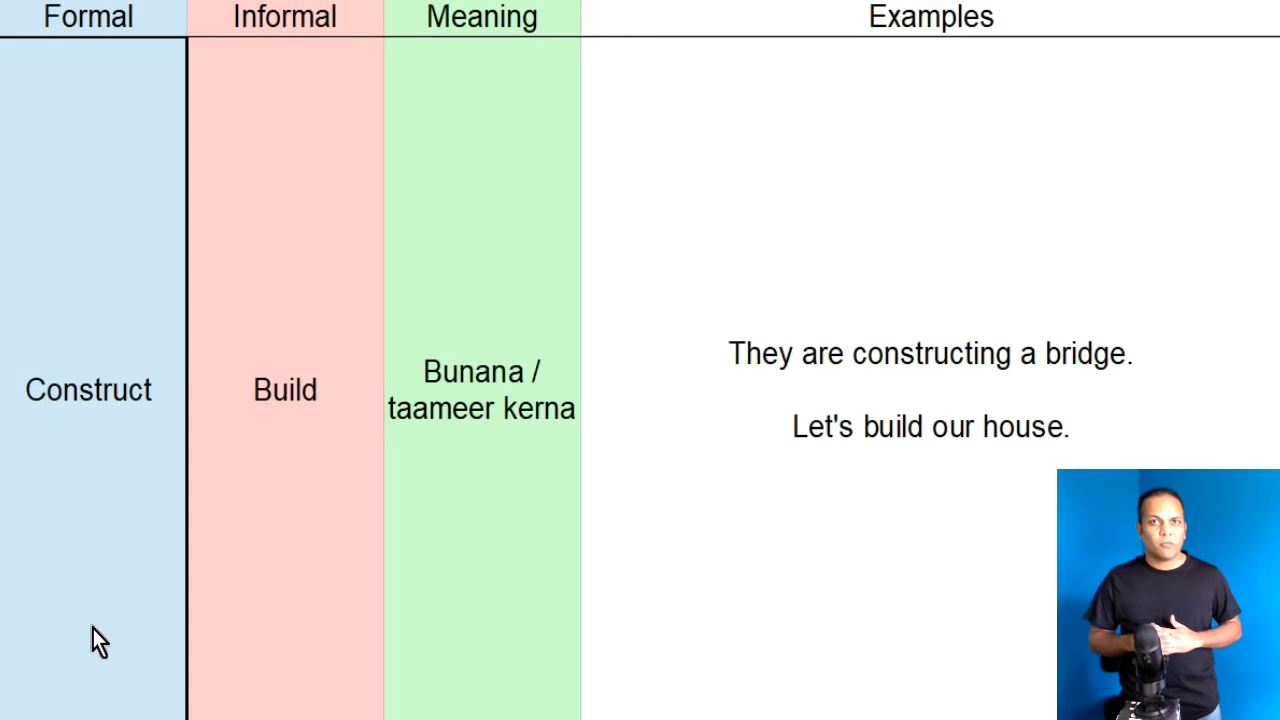 Formal Informal Meaning Examples
Construct
Build
Bunana /
taameer kerna
They are constructing a bridge.
Let's build our house.